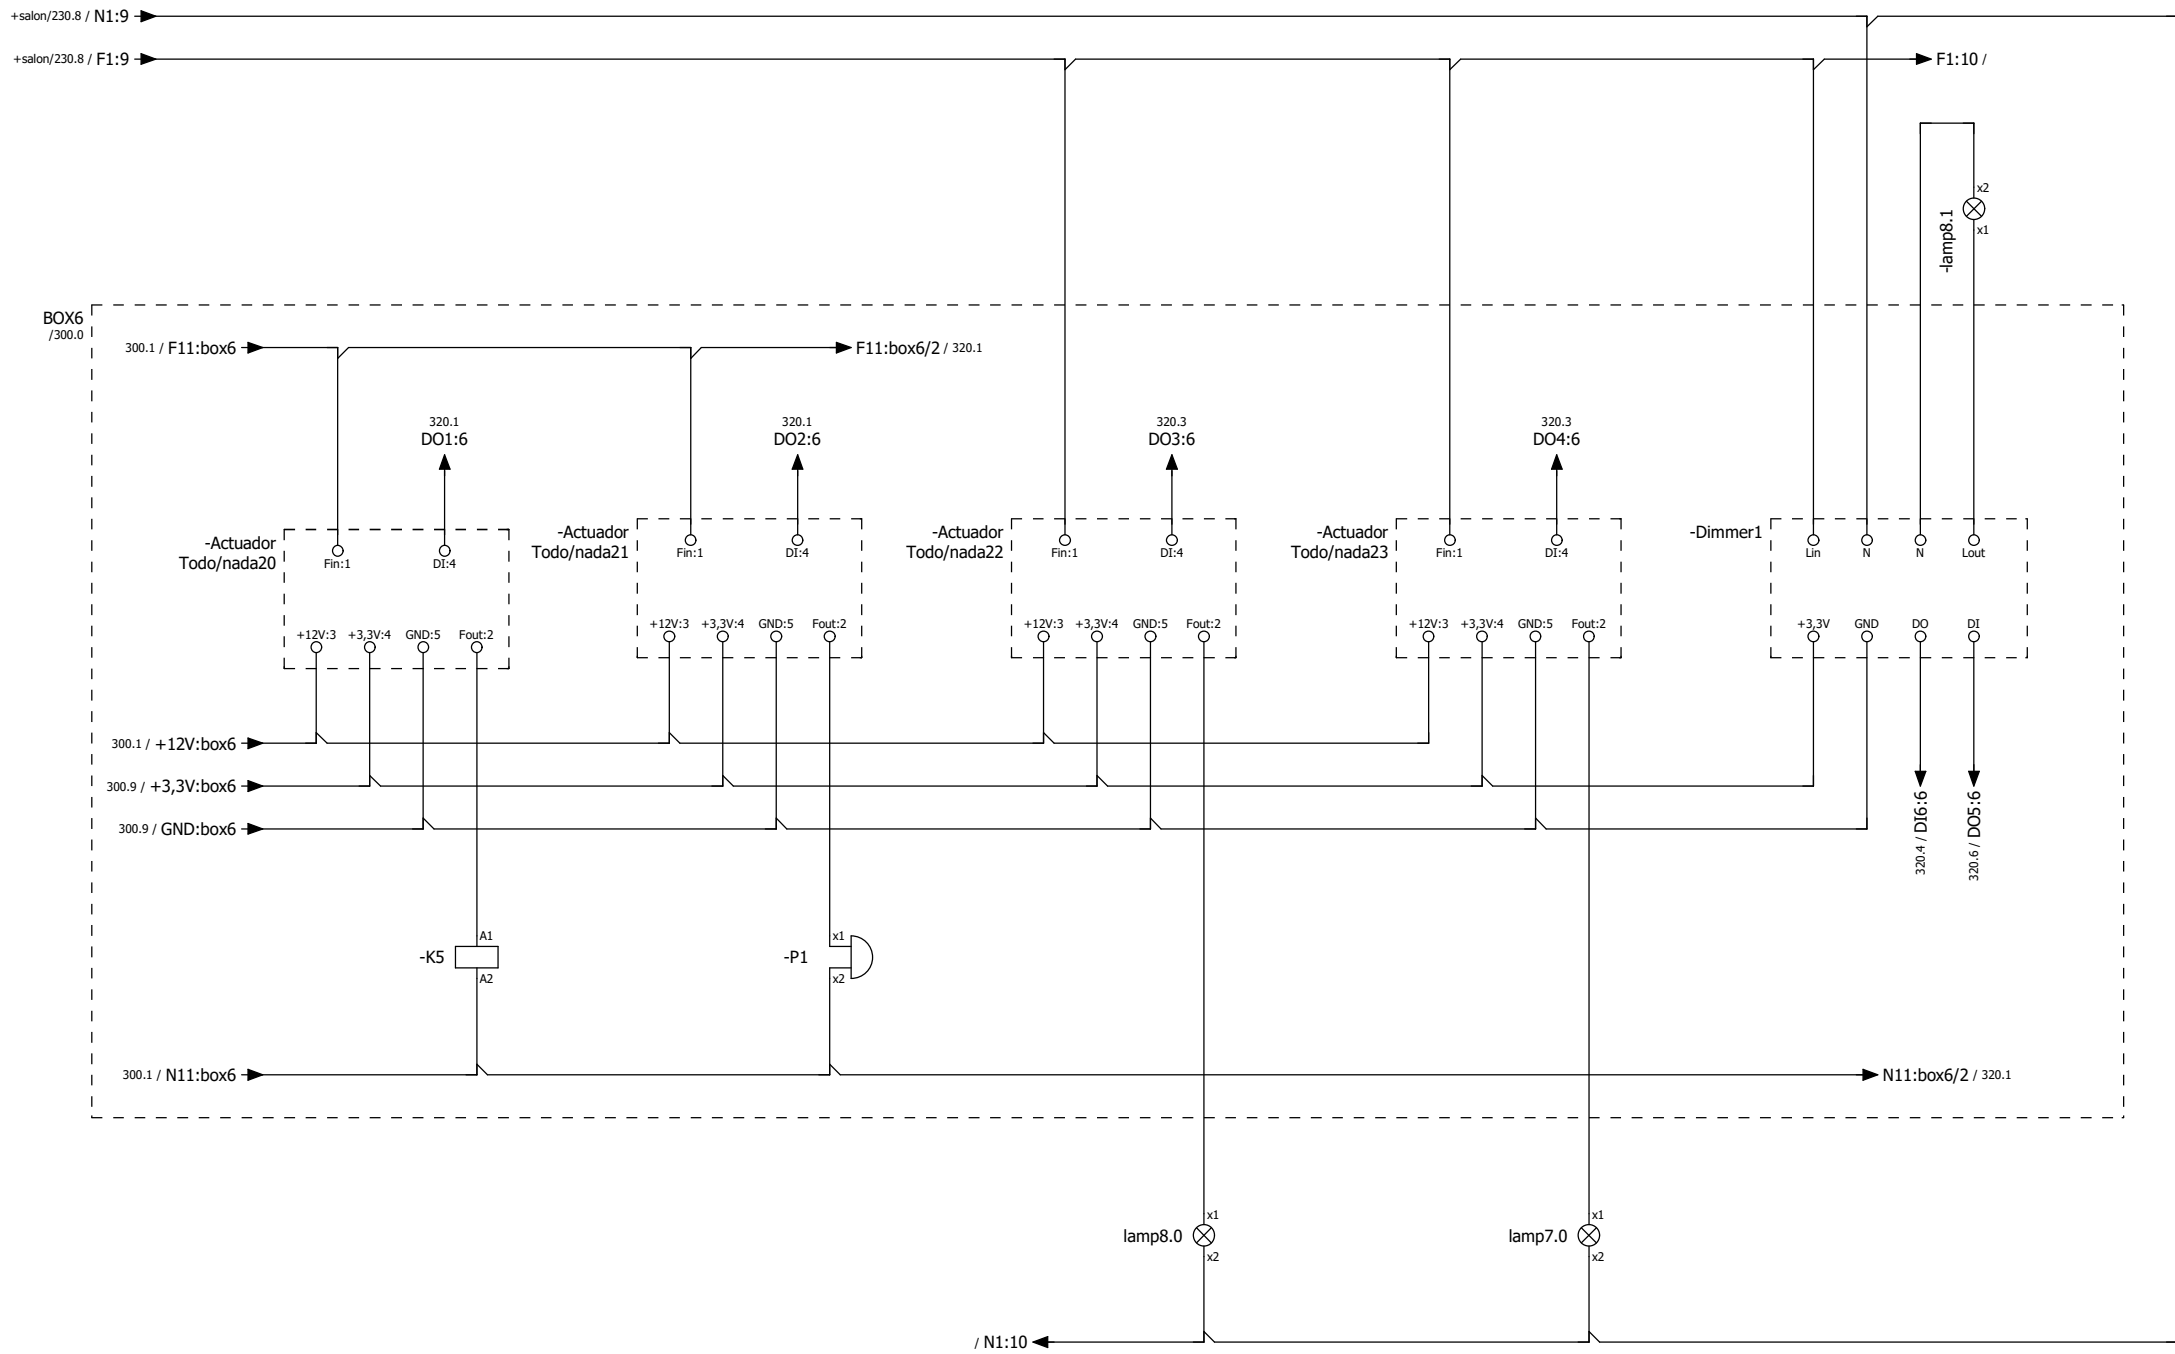 +salon/230.8 / N1:9
+salon/230.8 / F1:9
F1:10 /
x2
-lamp8.1
x1
BOX6
/300.0
300.1 / F11:box6
F11:box6/2 / 320.1
320.1
DO1:6
320.1
DO2:6
320.3
DO3:6
320.3
DO4:6
-Actuador
Todo/nada20
Fin:1
DI:4
+12V:3
+3,3V:4
GND:5
Fout:2
-Actuador
Todo/nada21
Fin:1
DI:4
+12V:3
+3,3V:4
GND:5
Fout:2
-Actuador
Todo/nada22
Fin:1
DI:4
+12V:3
+3,3V:4
GND:5
Fout:2
-Actuador
Todo/nada23
Fin:1
DI:4
+12V:3
+3,3V:4
GND:5
Fout:2
-Dimmer1
Lin
N
N
Lout
+3,3V
GND
DO
DI
300.1 / +12V:box6
300.9 / +3,3V:box6
300.9 / GND:box6
320.4 / DI6:6
320.6 / DO5:6
-K5
A1
A2
-P1
x1
x2
300.1 / N11:box6
N11:box6/2 / 320.1
lamp8.0
x1
x2
lamp7.0
x1
x2
/ N1:10